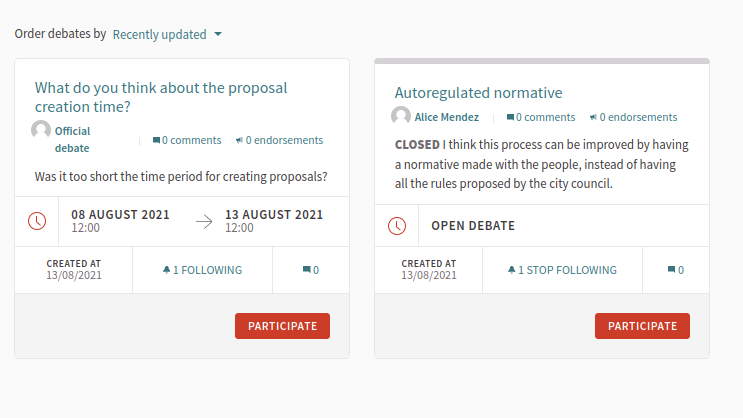 Order debates by Recently updated
What do you think about the proposal
creation time?
Official
debate
0 comments
0 endorsements
Was it too short the time period for creating proposals?
08 AUGUST 2021
12:00
13 AUGUST 2021
12:00
CREATED AT
13/08/2021
1 FOLLOWING
0
PARTICIPATE
Autoregulated normative
Alice Mendez
0 comments
0 endorsements
CLOSED I think this process can be improved by having
a normative made with the people, instead of having
all the rules proposed by the city council.
OPEN DEBATE
CREATED AT
13/08/2021
1 STOP FOLLOWING
0
PARTICIPATE